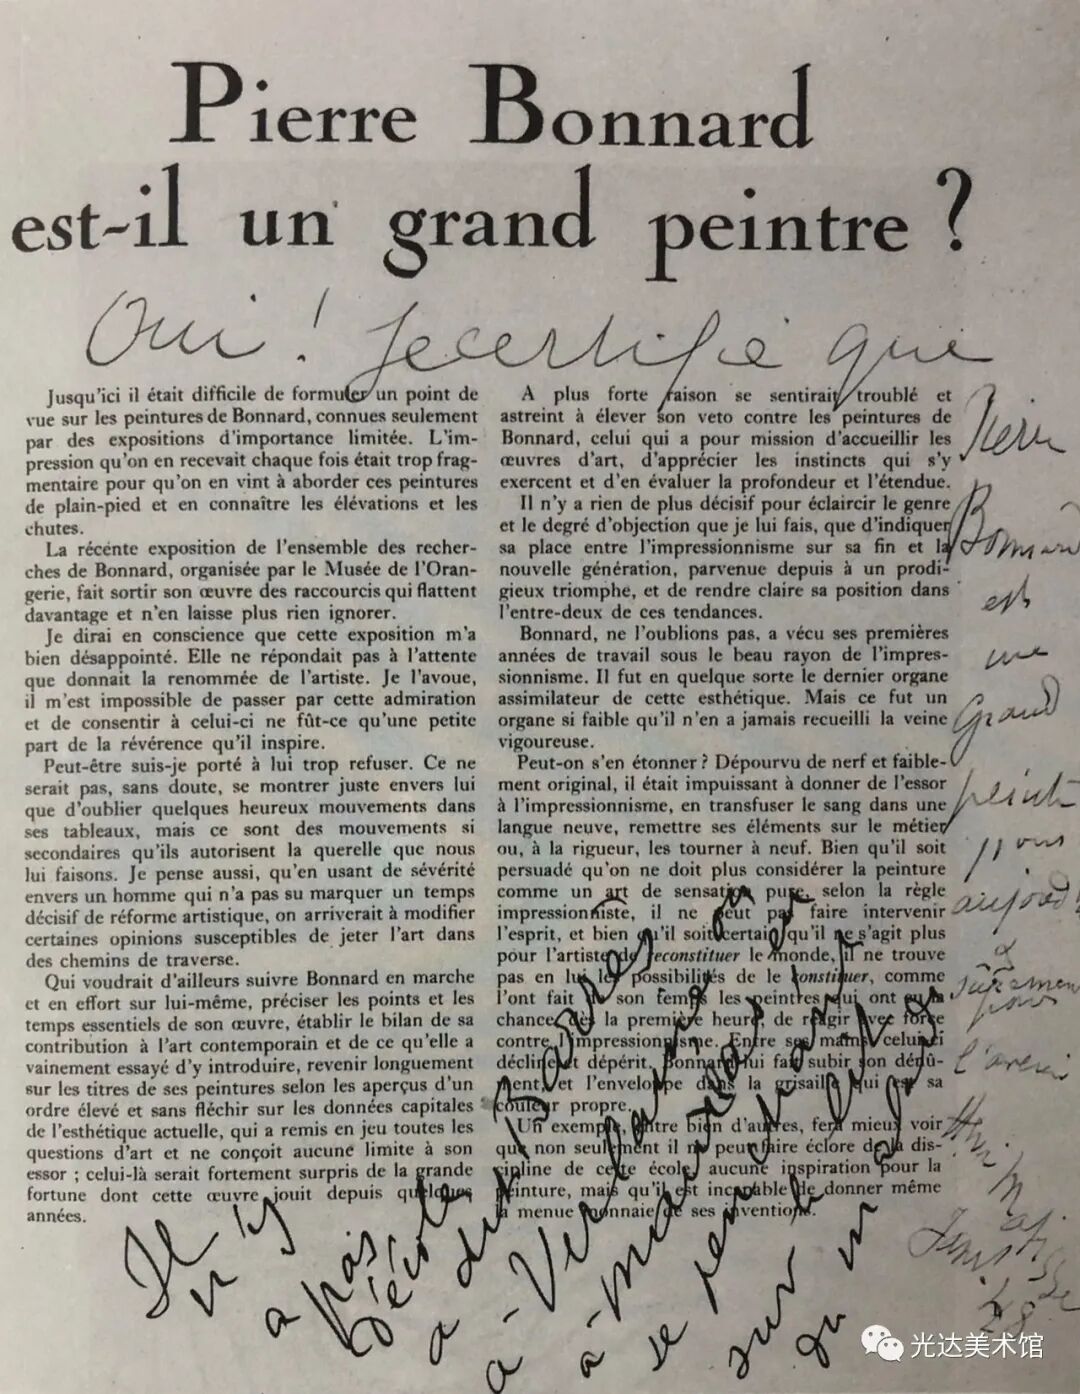 Pierre Bonnard
est-il un grand peintre ?
Oui ! Je certifie que
Jusqu'ici il était difficile de formuler un point de
vue sur les peintures de Bonnard, connues seulement
par des expositions d'importance limitée. L'im-
pression qu'on en recevait chaque fois était trop frag-
mentaire pour qu'on en vint à aborder ces peintures
de plain-pied et en connaître les élévations et les
chutes.
La récente exposition de l'ensemble des recher-
ches de Bonnard, organisée par le Musée de l'Oran-
gerie, fait sortir son œuvre des raccourcis qui flattent
davantage et n'en laisse plus rien ignorer.
Je dirai en conscience que cette exposition m'a
bien désappointé. Elle ne répondait pas à l'attente
que donnait la renommée de l'artiste. Je l'avoue,
il m'est impossible de passer par cette admiration
et de consentir à celui-ci ne fût-ce qu'une petite
part de la révérence qu'il inspire.
Peut-être suis-je porté à lui trop refuser. Ce ne
serait pas, sans doute, se montrer juste envers lui
que d'oublier quelques heureux mouvements dans
ses tableaux, mais ce sont des mouvements si
secondaires qu'ils autorisent la querelle que nous
lui faisons. Je pense aussi, qu'en usant de sévérité
envers un homme qui n'a pas su marquer un temps
décisif de réforme artistique, on arriverait à modifier
certaines opinions susceptibles de jeter l'art dans
des chemins de traverse.
Qui voudrait d'ailleurs suivre Bonnard en marche
et en effort sur lui-même, préciser les points et les
temps essentiels de son œuvre, établir le bilan de sa
contribution à l'art contemporain et de ce qu'elle a
vainement essayé d'y introduire, revenir longuement
sur les titres de ses peintures selon les aperçus d'un
ordre élevé et sans fléchir sur les données capitales
de l'esthétique actuelle, qui a remis en jeu toutes les
questions d'art et ne conçoit aucune limite à son
essor ; celui-là serait fortement surpris de la grande
fortune dont cette œuvre jouit depuis quelques
années.
A plus forte raison se sentirait troublé et
astreint à élever son veto contre les peintures de
Bonnard, celui qui a pour mission d'accueillir les
œuvres d'art, d'apprécier les instincts qui s'y
exercent et d'en évaluer la profondeur et l'étendue.
Il n'y a rien de plus décisif pour éclaircir le genre
et le degré d'objection que je lui fais, que d'indiquer
sa place entre l'impressionnisme sur sa fin et la
nouvelle génération, parvenue depuis à un prodi-
gieux triomphe, et de rendre claire sa position dans
l'entre-deux de ces tendances.
Bonnard, ne l'oublions pas, a vécu ses premières
années de travail sous le beau rayon de l'impres-
sionnisme. Il fut en quelque sorte le dernier organe
assimilateur de cette esthétique. Mais ce fut un
organe si faible qu'il n'en a jamais recueilli la veine
vigoureuse.
Peut-on s'en étonner ? Dépourvu de nerf et faible-
ment original, il était impuissant à donner de l'essor
à l'impressionnisme, en transfuser le sang dans une
langue neuve, remettre ses éléments sur le métier
ou, à la rigueur, les tourner à neuf. Bien qu'il soit
persuadé qu'on ne doit plus considérer la peinture
comme un art de sensation pure, selon la règle
impressionniste, il ne peut pas faire intervenir
l'esprit, et bien qu'il soit certain qu'il ne s'agit plus
pour l'artiste de reconstituer le monde, il ne trouve
pas en lui les possibilités de le constituer, comme
l'ont fait de son temps les peintres qui ont eu la
chance, dès la première heure, de réagir avec force
contre l'impressionnisme. Entre ses mains celui-ci
décline et dépérit. Bonnard lui fait subir son dénû-
ment et l'enveloppe dans la grisaille qui est sa
couleur propre.
Un exemple, entre bien d'autres, fera mieux voir
que non seulement il ne peut faire éclore de la dis-
cipline de cette école aucune inspiration pour la
peinture, mais qu'il est incapable de donner même
la menue monnaie de ses inventions.
Pierre
Bonnard
est
un
Grand
peintre
pour
aujourd'hui
&
sûrement
pour
l'avenir
Henri Matisse
Il
n'y
a pas
d'école
a
a
a
se
sur
du
光达美术馆